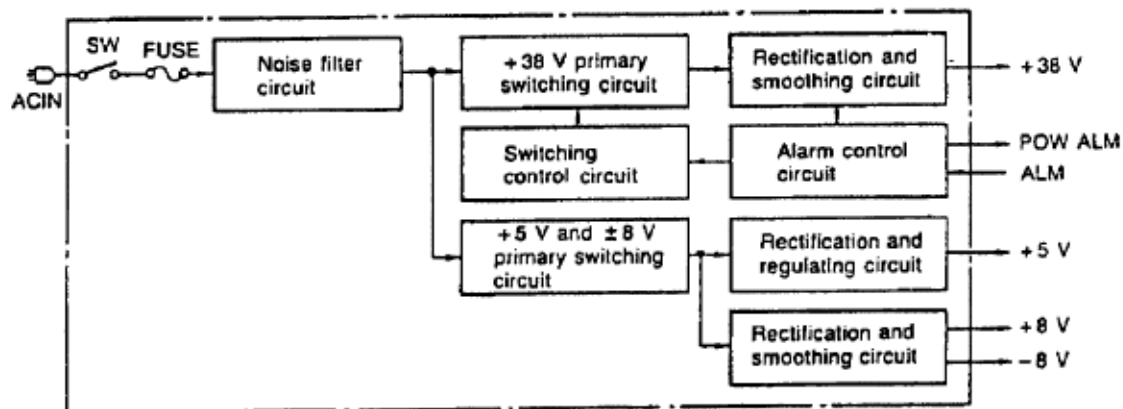 SW
FUSE
ACIN
Noise filter
circuit
+38 V primary
switching circuit
Rectification and
smoothing circuit
+38 V
Switching
control circuit
Alarm control
circuit
POW ALM
ALM
+5 V and ±8 V
primary switching
circuit
Rectification and
regulating circuit
+5 V
Rectification and
smoothing circuit
+8 V
-8 V